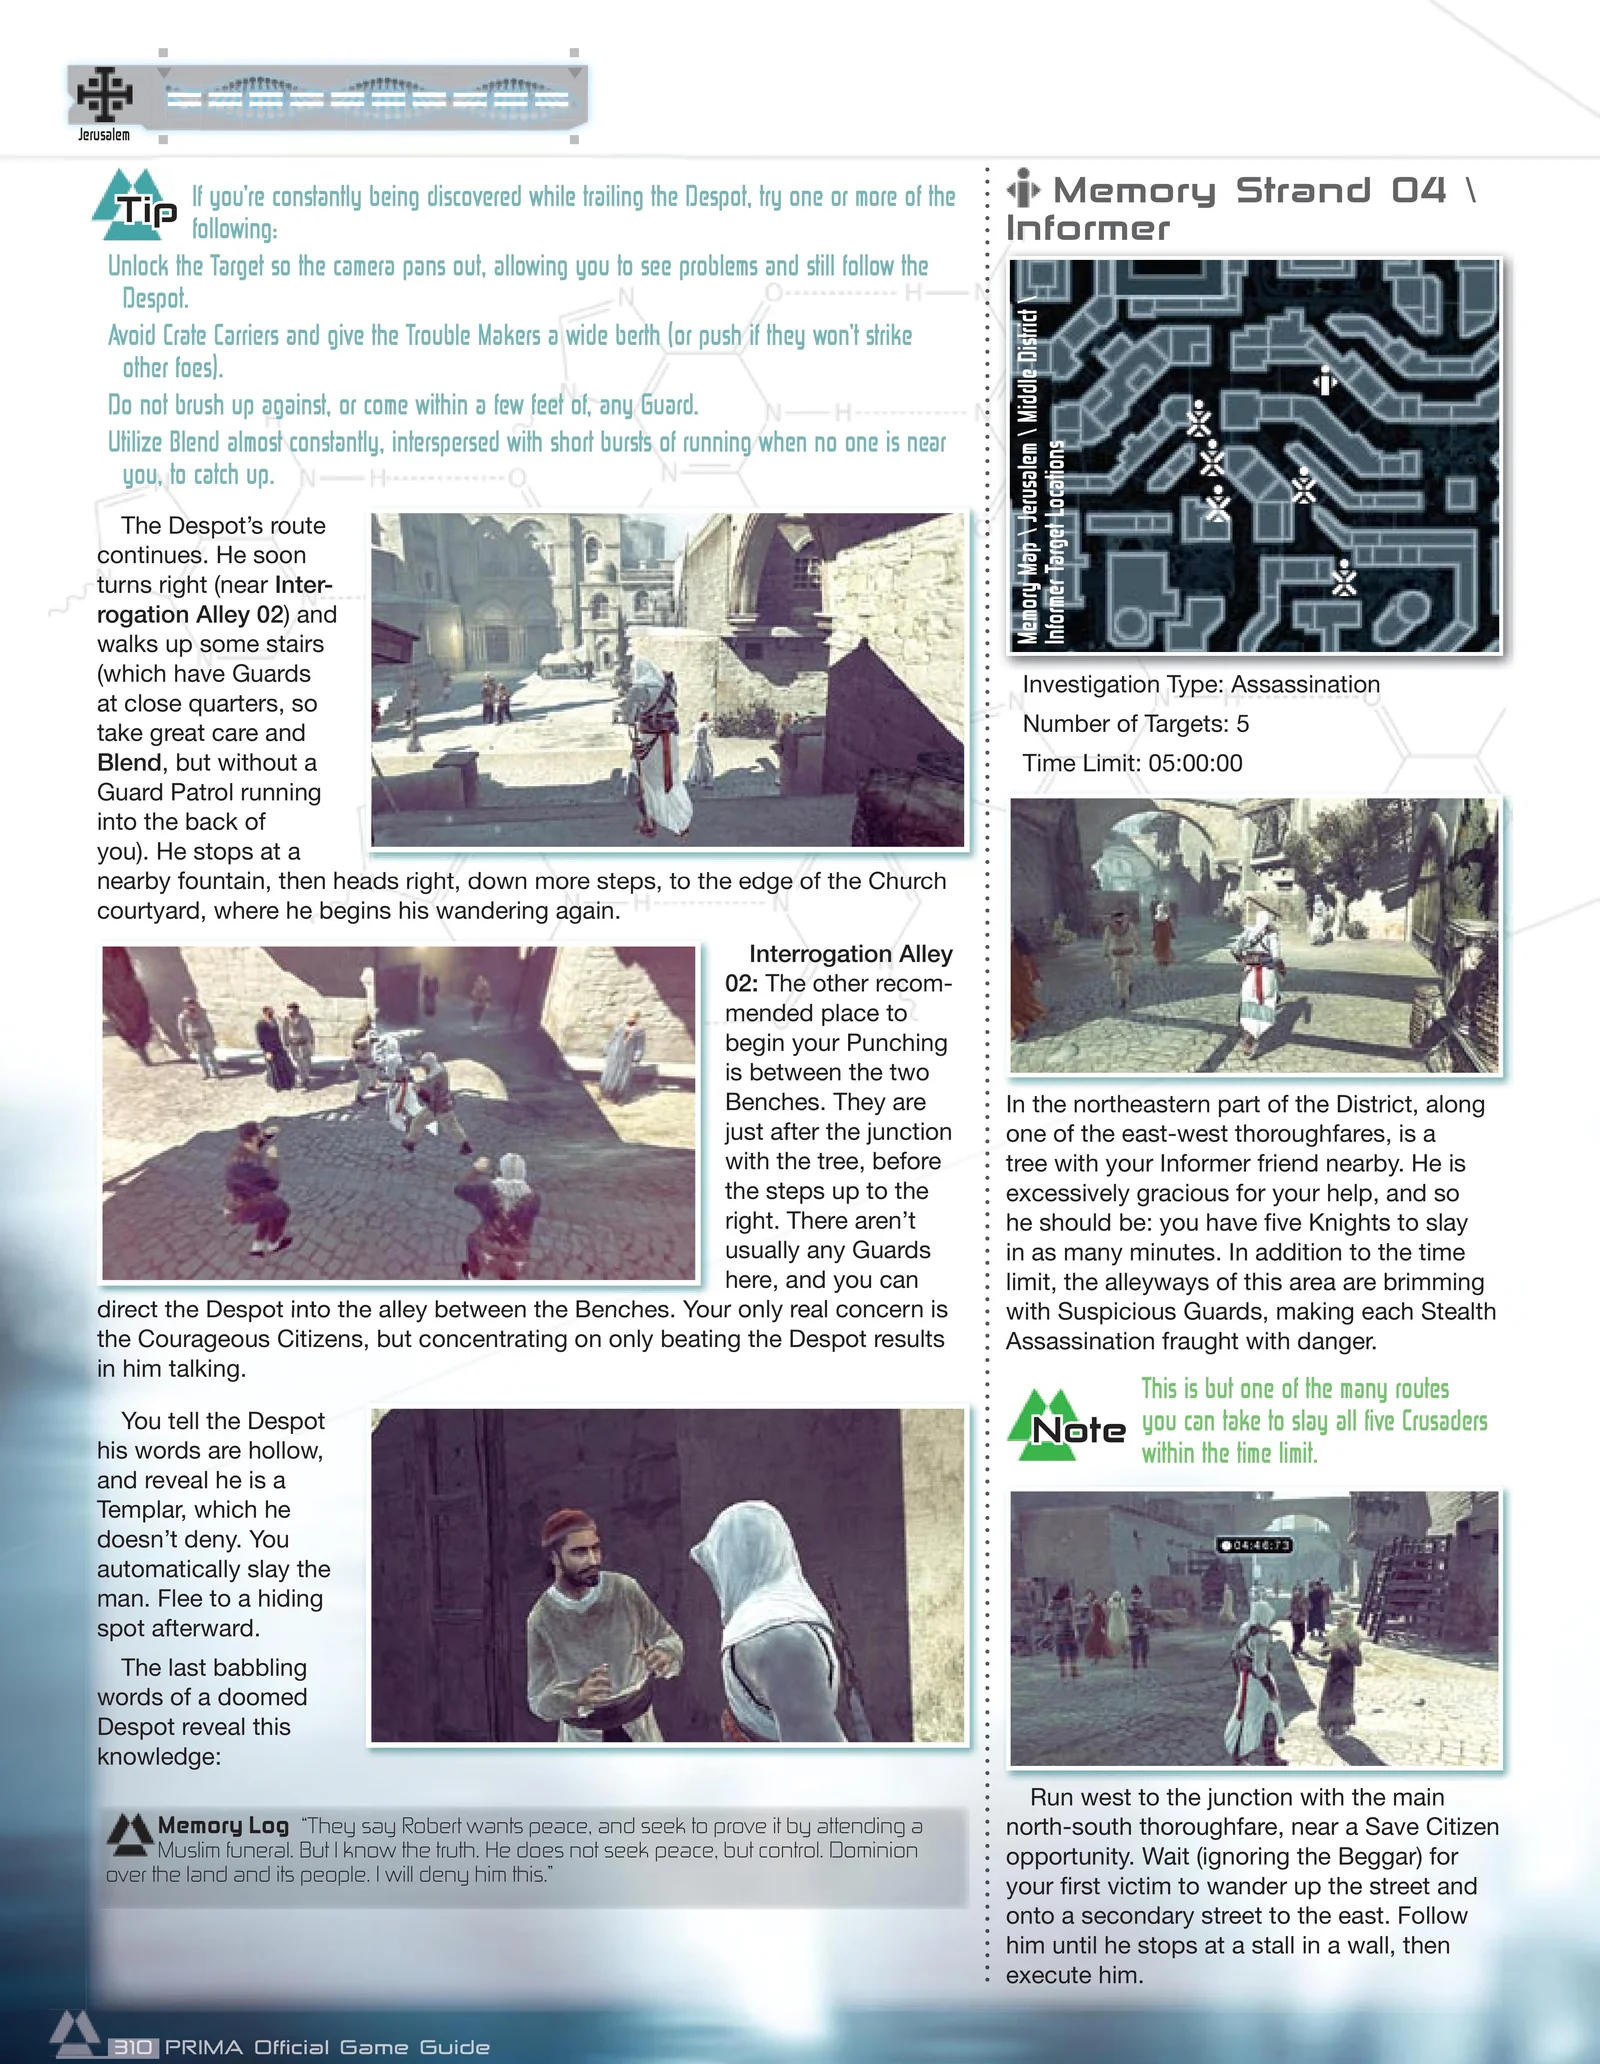 Jerusalem
Tip
If you're constantly being discovered while trailing the Despot, try one or more of the
following:
Unlock the Target so the camera pans out, allowing you to see problems and still follow the
Despot.
Avoid Crate Carriers and give the Trouble Makers a wide berth (or push if they won't strike
other foes).
Do not brush up against, or come within a few feet of, any Guard.
Utilize Blend almost constantly, interspersed with short bursts of running when no one is near
you, to catch up.
The Despot's route
continues. He soon
turns right (near Inter-
rogation Alley 02) and
walks up some stairs
(which have Guards
at close quarters, so
take great care and
Blend, but without a
Guard Patrol running
into the back of
you). He stops at a
nearby fountain, then heads right, down more steps, to the edge of the Church
courtyard, where he begins his wandering again.
Interrogation Alley
02: The other recom-
mended place to
begin your Punching
is between the two
Benches. They are
just after the junction
with the tree, before
the steps up to the
right. There aren't
usually any Guards
here, and you can
direct the Despot into the alley between the Benches. Your only real concern is
the Courageous Citizens, but concentrating on only beating the Despot results
in him talking.
You tell the Despot
his words are hollow,
and reveal he is a
Templar, which he
doesn't deny. You
automatically slay the
man. Flee to a hiding
spot afterward.
The last babbling
words of a doomed
Despot reveal this
knowledge:
Memory Log "They say Robert wants peace, and seek to prove it by attending a
Muslim funeral. But I know the truth. He does not seek peace, but control. Dominion
over the land and its people. I will deny him this."
Memory Strand 04 \
Informer
Memory Map \ Jerusalem \ Middle District \
Informer Target Locations
Investigation Type: Assassination
Number of Targets: 5
Time Limit: 05:00:00
In the northeastern part of the District, along
one of the east-west thoroughfares, is a
tree with your Informer friend nearby. He is
excessively gracious for your help, and so
he should be: you have five Knights to slay
in as many minutes. In addition to the time
limit, the alleyways of this area are brimming
with Suspicious Guards, making each Stealth
Assassination fraught with danger.
Note
This is but one of the many routes
you can take to slay all five Crusaders
within the time limit.
04:46:73
Run west to the junction with the main
north-south thoroughfare, near a Save Citizen
opportunity. Wait (ignoring the Beggar) for
your first victim to wander up the street and
onto a secondary street to the east. Follow
him until he stops at a stall in a wall, then
execute him.
310 PRIMA Official Game Guide